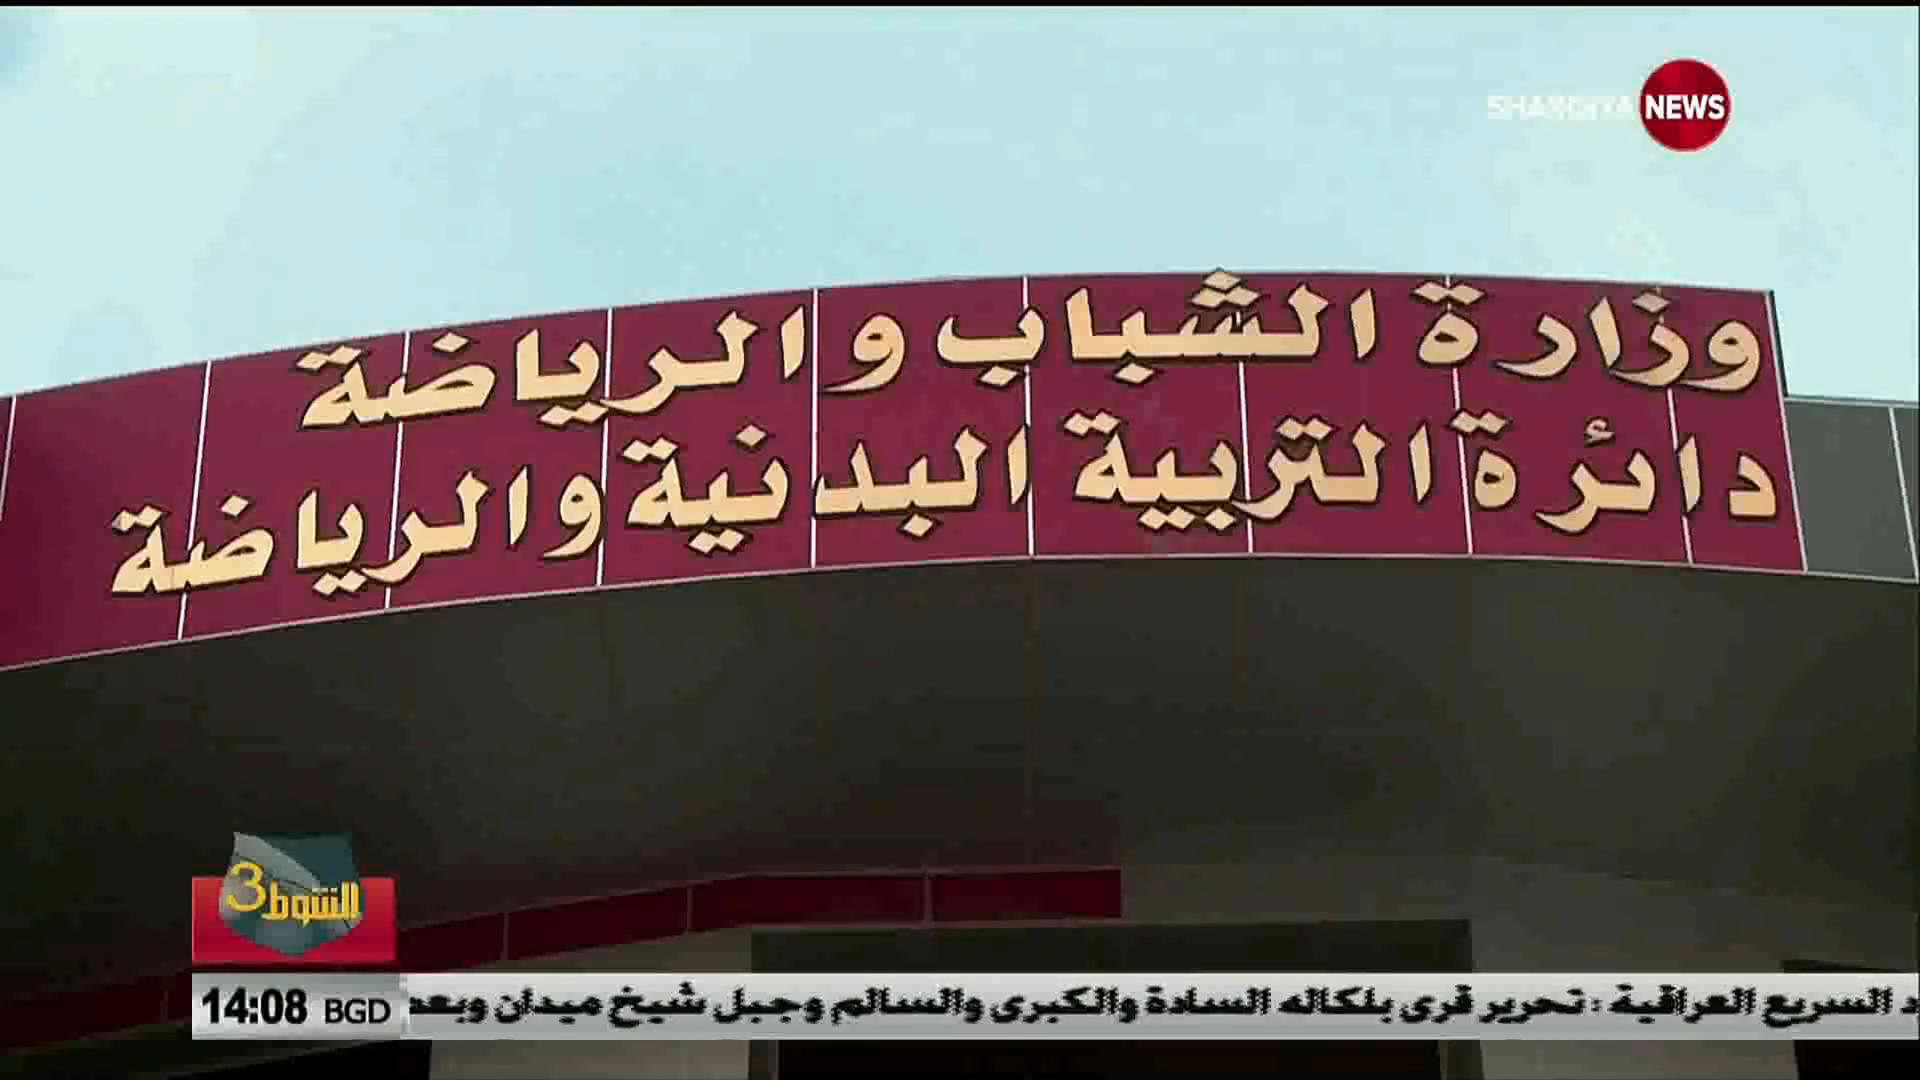 SHARQIYA NEWS
وزارة الشباب والرياضة
دائرة التربية البدنية والرياضة
الشوط 3
14:08 BGD
د السريع العراقية : تحرير قرى بلكاله السادة والكبرى والسالم وجبل شيخ ميدان وبعد